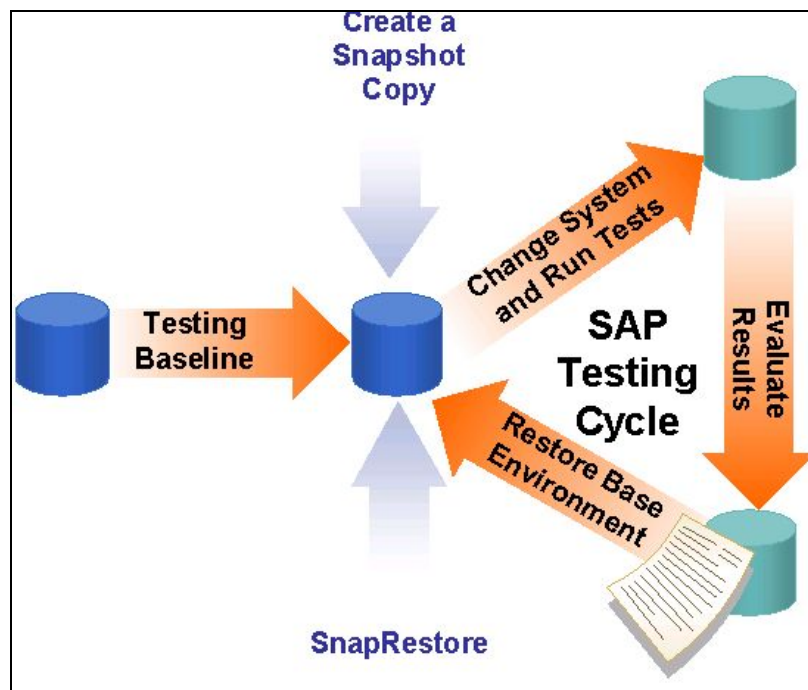 Create a
Snapshot
Copy
Change System
and Run Tests
Testing
Baseline
SAP
Testing
Cycle
Evaluate
Results
Restore Base
Environment
SnapRestore